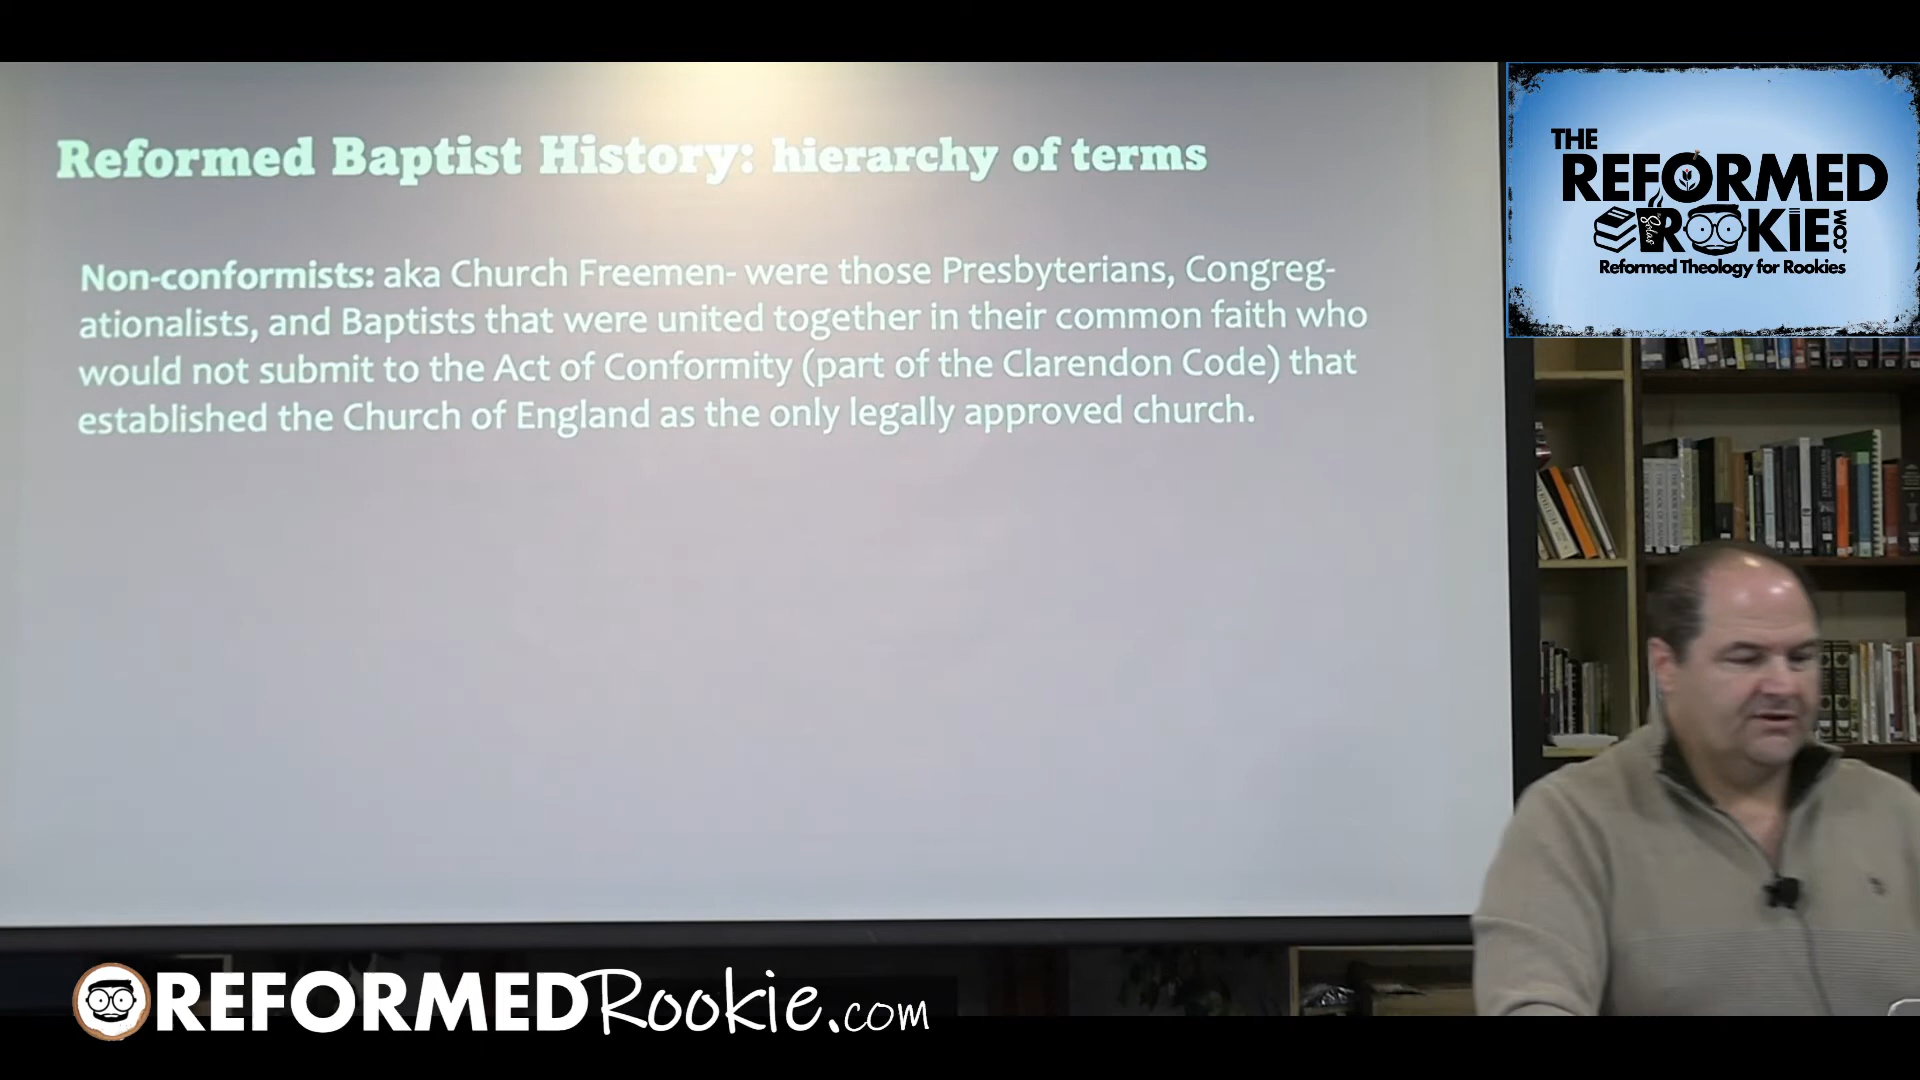 Reformed Baptist History: hierarchy of terms
Non-conformists: aka Church Freemen- were those Presbyterians, Congreg-
ationalists, and Baptists that were united together in their common faith who
would not submit to the Act of Conformity (part of the Clarendon Code) that
established the Church of England as the only legally approved church.
THE
REFORMED
ROOKIE.COM
Reformed Theology for Rookies
REFORMED Rookie.com